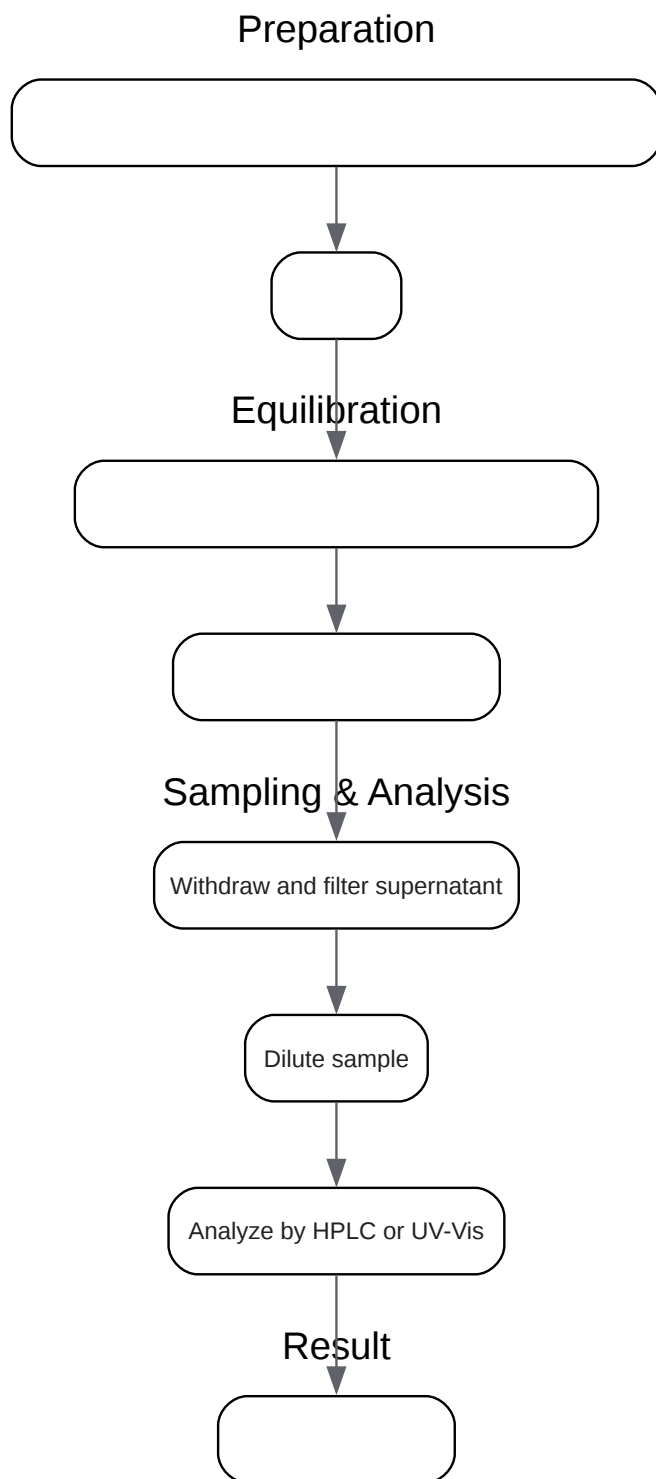 Preparation
Equilibration
Sampling & Analysis
Withdraw and filter supernatant
Dilute sample
Analyze by HPLC or UV-Vis
Result